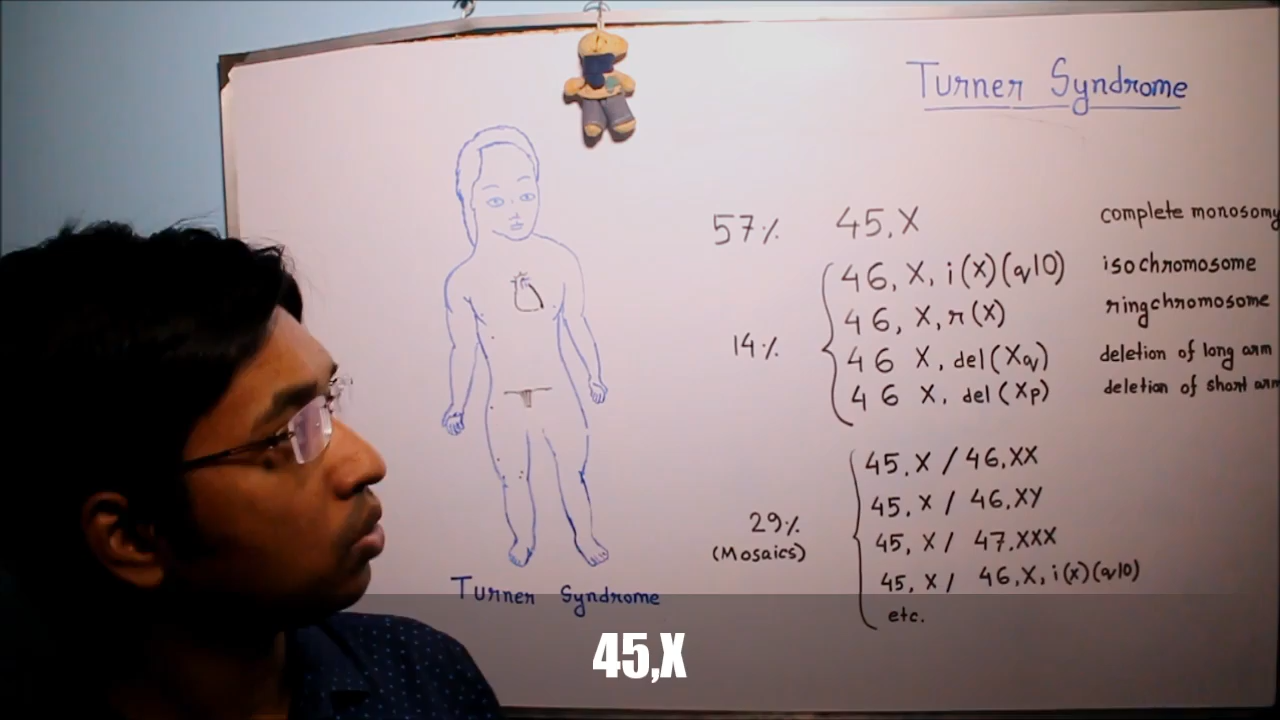 Turner Syndrome
57% 45,X complete monosomy
46, X, i(x)(q10) isochromosome
46, X, r(X) ringchromosome
14%
46 X, del(Xq) deletion of long arm
46 X, del(Xp) deletion of short arm
45,X / 46,XX
45, X / 46,XY
29%
(Mosaics)
45, X / 47,XXX
45, X / 46,X, i(x)(q10)
etc.
Turner Syndrome
45,X